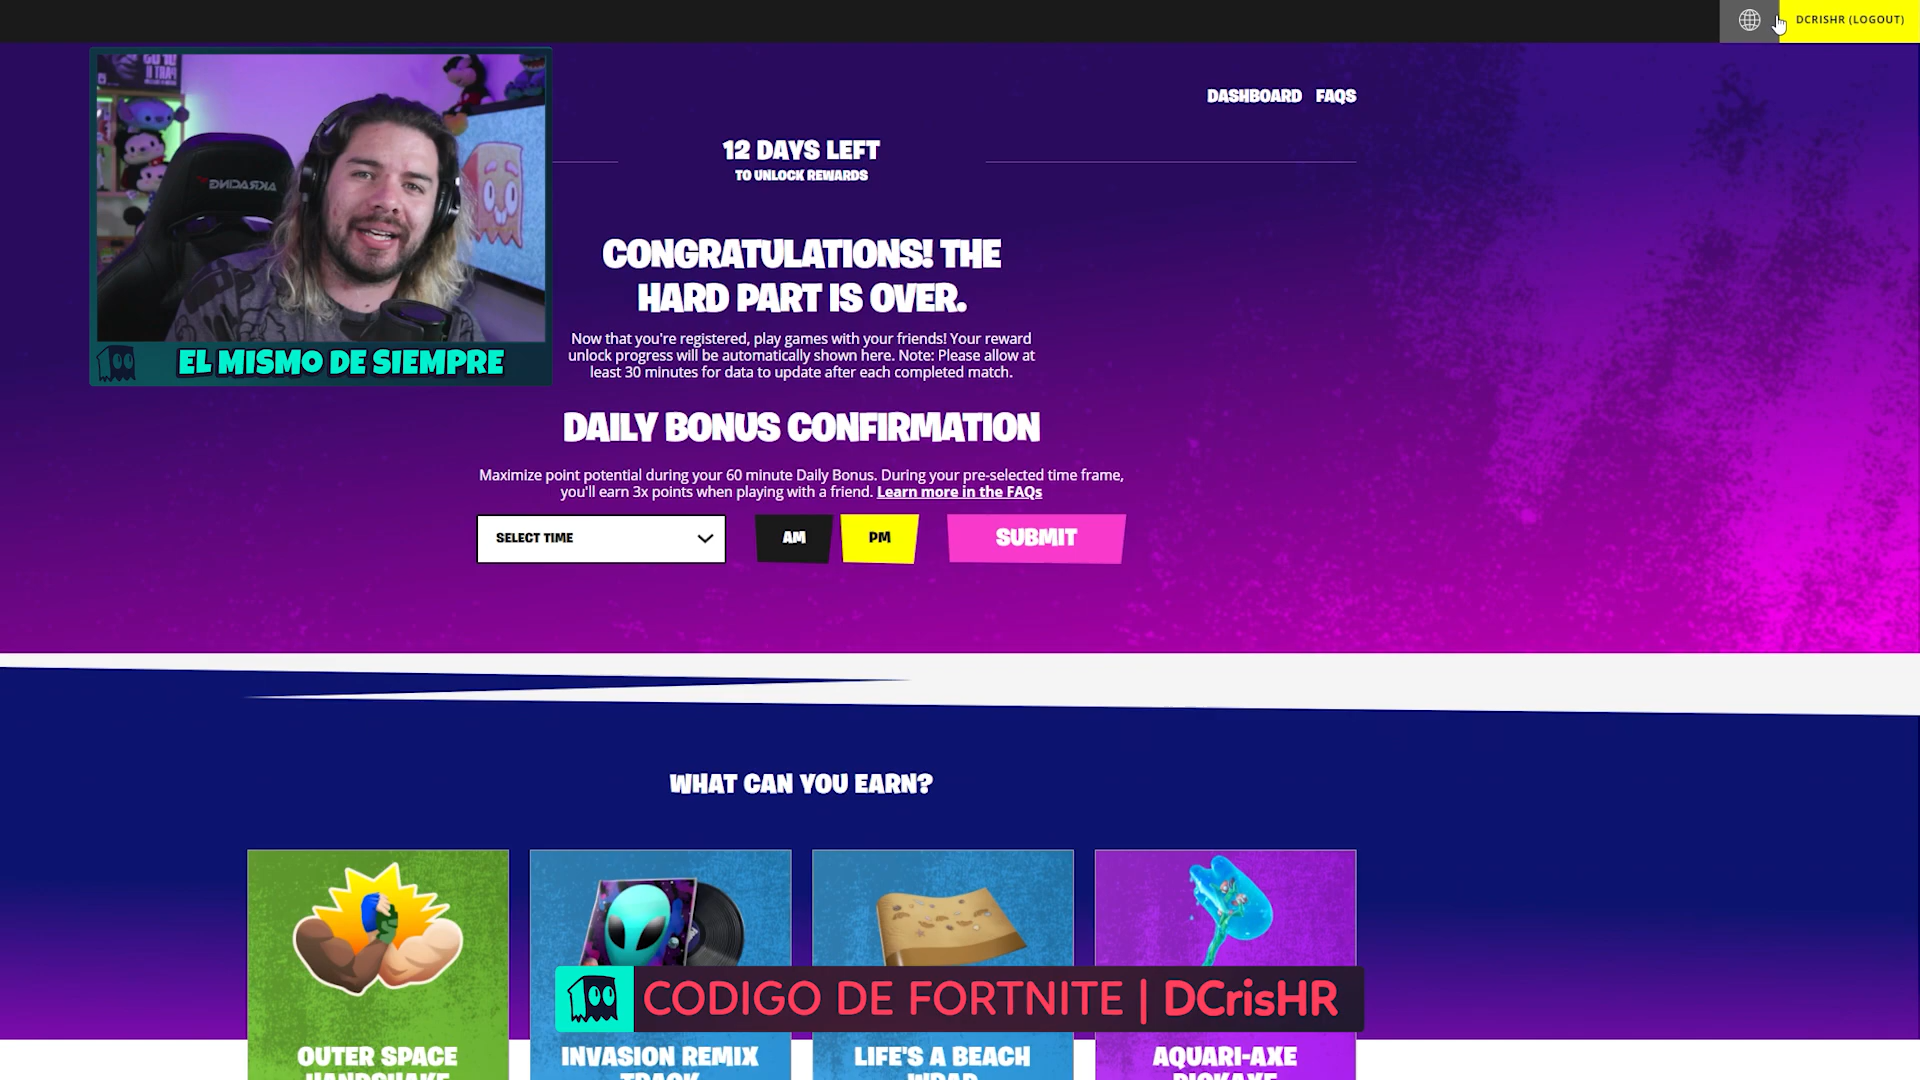 DCRISHR (LOGOUT)
DASHBOARD FAQS
12 DAYS LEFT
TO UNLOCK REWARDS
CONGRATULATIONS! THE
HARD PART IS OVER.
Now that you're registered, play games with your friends! Your reward
unlock progress will be automatically shown here. Note: Please allow at
least 30 minutes for data to update after each completed match.
EL MISMO DE SIEMPRE
DAILY BONUS CONFIRMATION
Maximize point potential during your 60 minute Daily Bonus. During your pre-selected time frame,
you'll earn 3x points when playing with a friend. Learn more in the FAQs
SELECT TIME
AM
PM
SUBMIT
WHAT CAN YOU EARN?
CODIGO DE FORTNITE | DCrisHR
OUTER SPACE
HANDSHAKE
INVASION REMIX
TRACK
LIFE'S A BEACH
WRAP
AQUARI-AXE
PICKAXE